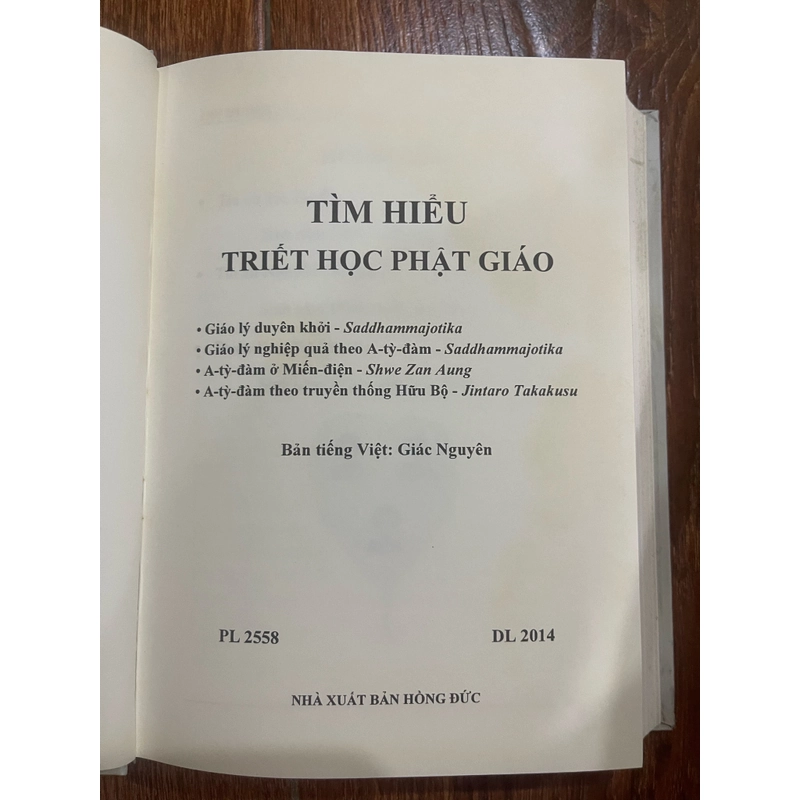 TÌM HIỂU
TRIẾT HỌC PHẬT GIÁO
• Giáo lý duyên khởi - Saddhammajotika
• Giáo lý nghiệp quả theo A-tỳ-đàm - Saddhammajotika
• A-tỳ-đàm ở Miến-điện - Shwe Zan Aung
• A-tỳ-đàm theo truyền thống Hữu Bộ - Jintaro Takakusu
Bản tiếng Việt: Giác Nguyên
PL 2558 DL 2014
NHÀ XUẤT BẢN HỒNG ĐỨC